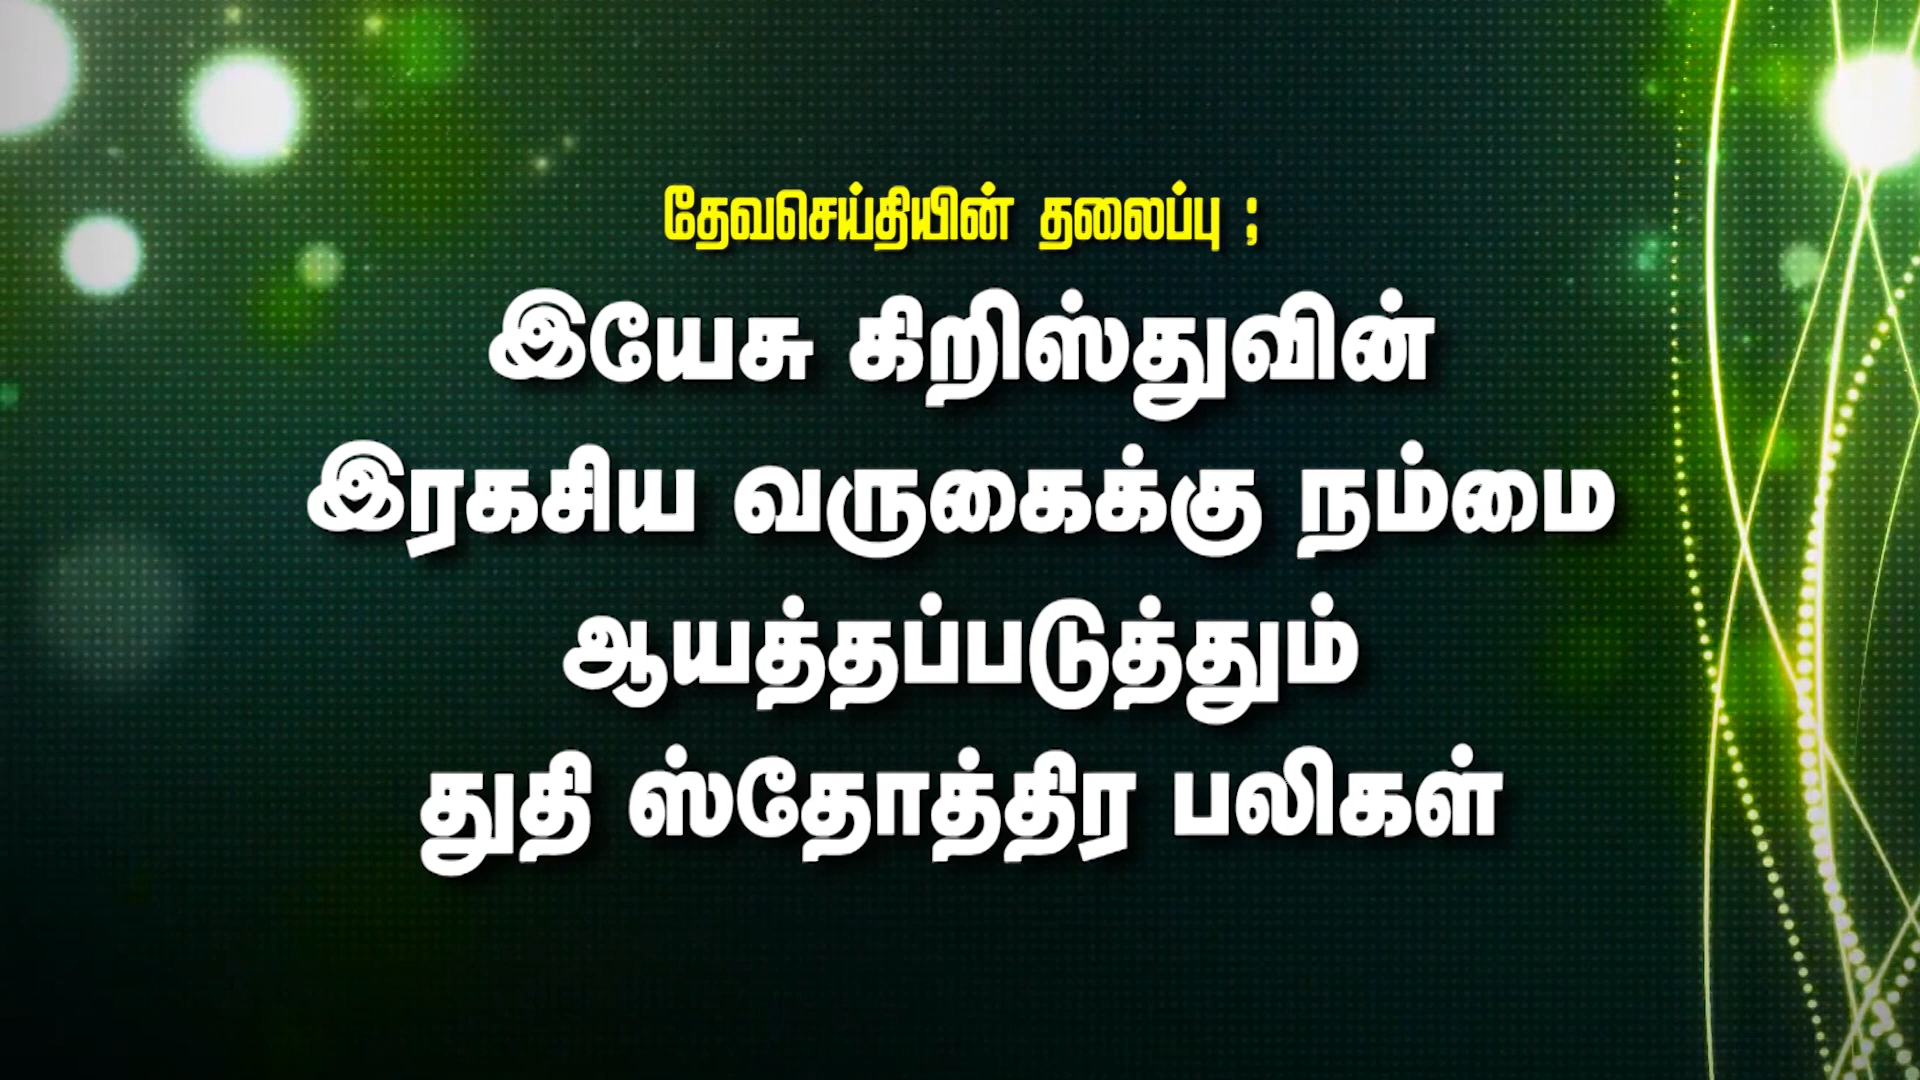 தேவசெய்தியின் தலைப்பு ;
இயேசு கிறிஸ்துவின்
இரகசிய வருகைக்கு நம்மை
ஆயத்தப்படுத்தும்
துதி ஸ்தோத்திர பலிகள்